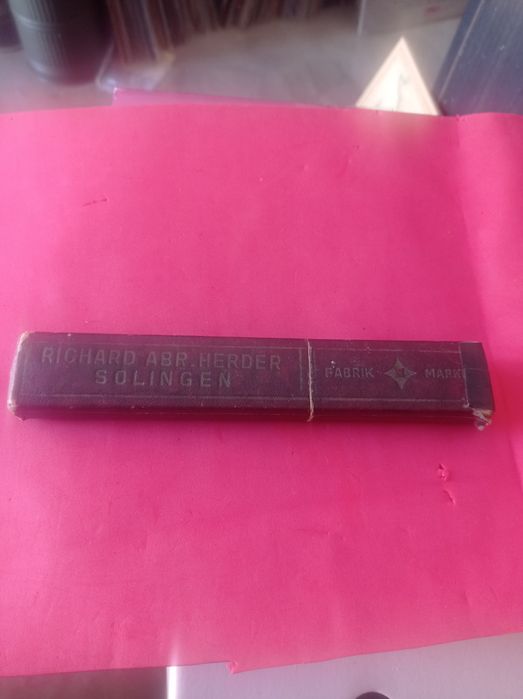 RICHARD ABR. HERDER
SOLINGEN
FABRIK MARK